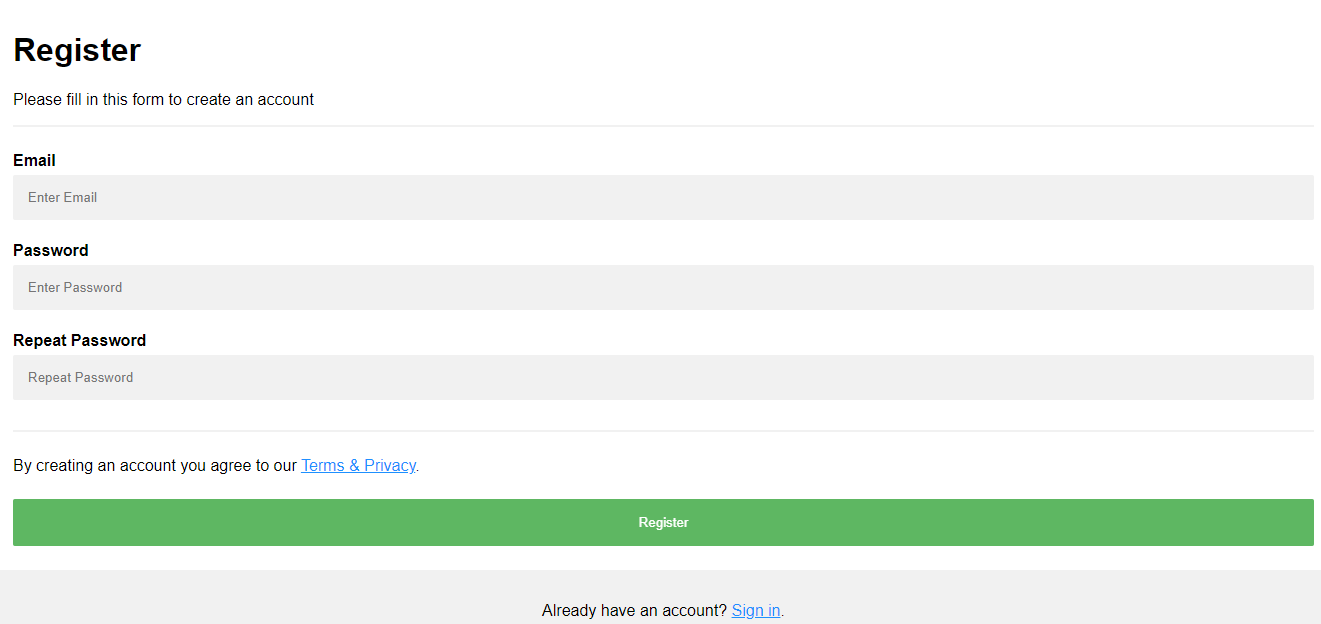 Register
Please fill in this form to create an account
Email
Enter Email
Password
Enter Password
Repeat Password
Repeat Password
By creating an account you agree to our Terms & Privacy.
Register
Already have an account? Sign in.